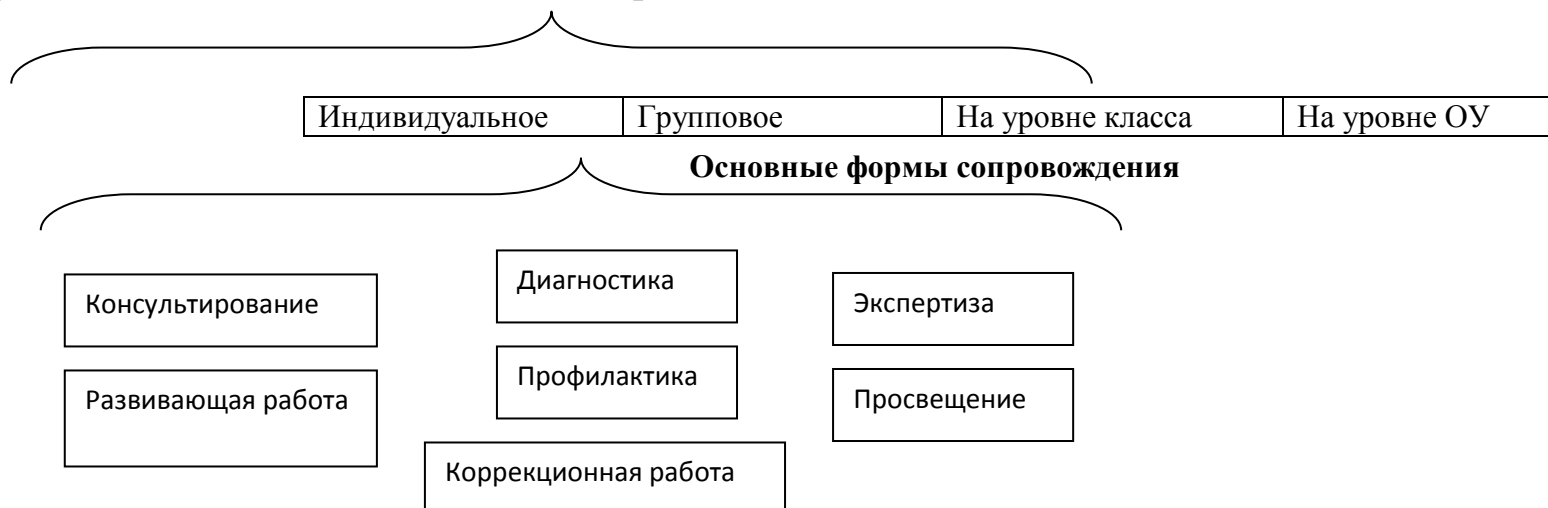 Индивидуальное Групповое На уровне класса На уровне ОУ
Основные формы сопровождения
Консультирование
Диагностика
Экспертиза
Развивающая работа
Профилактика
Просвещение
Коррекционная работа